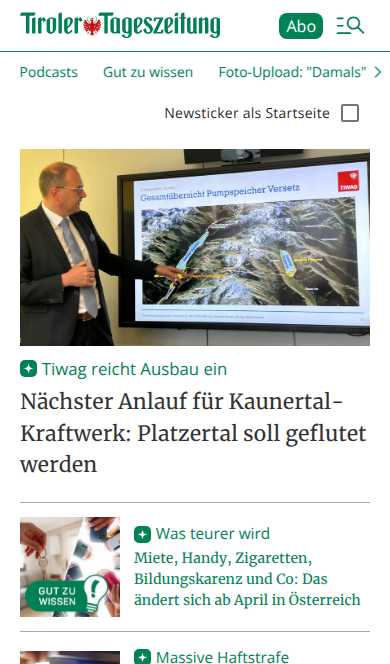 Tiroler Tageszeitung
Abo
Podcasts
Gut zu wissen
Foto-Upload: "Damals"
Newsticker als Startseite
Gesamtübersicht Pumpspeicher Versetz
TIWAG
Tiwag reicht Ausbau ein
Nächster Anlauf für Kaunertal-
Kraftwerk: Platzertal soll geflutet
werden
GUT ZU
WISSEN
Was teurer wird
Miete, Handy, Zigaretten,
Bildungskarenz und Co: Das
ändert sich ab April in Österreich
Massive Haftstrafe